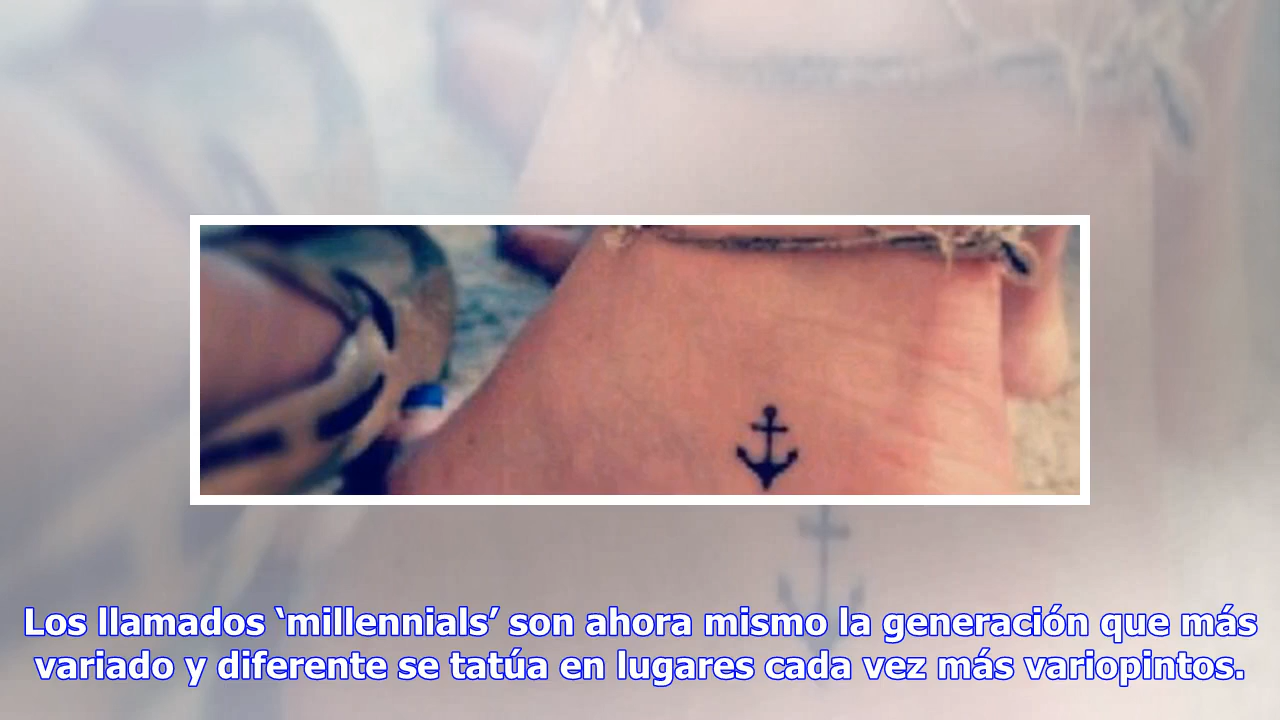 Los llamados ‘millennials’ son ahora mismo la generación que más
variado y diferente se tatúa en lugares cada vez más variopintos.